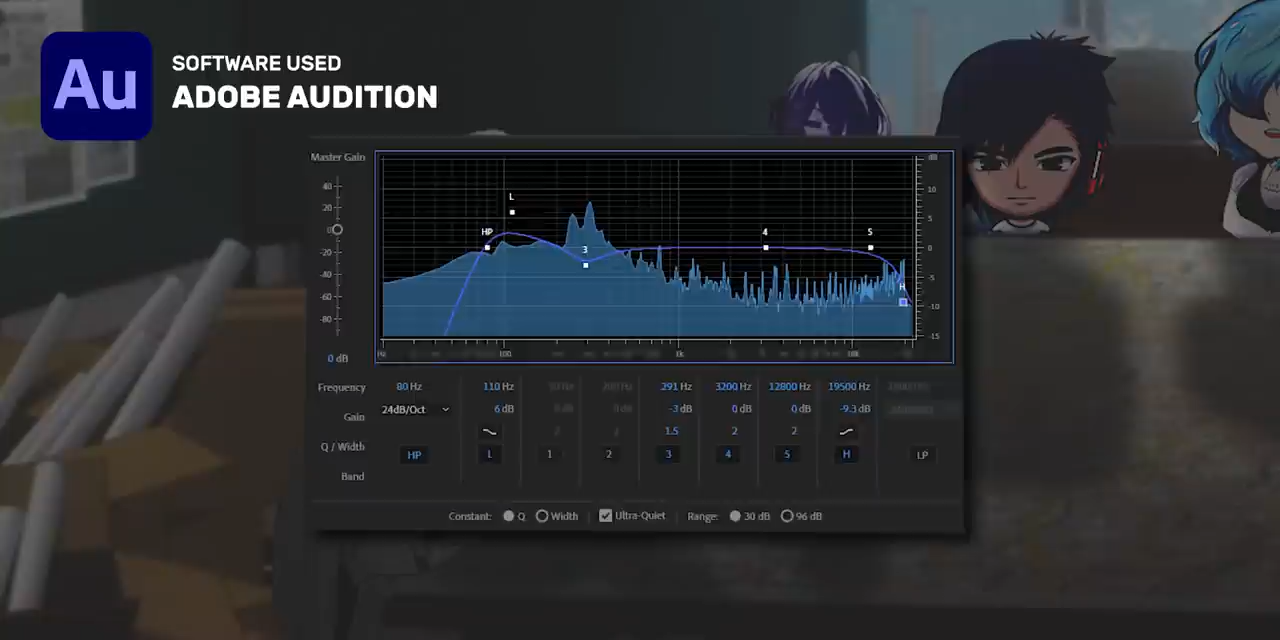 Au
SOFTWARE USED
ADOBE AUDITION
Master Gain
dB
40
20
0
-20
-40
-60
-80
0 dB
HP
L
3
4
5
H
10
5
0
-5
-10
-15
Hz
100
1k
10k
Frequency 80 Hz 110 Hz 291 Hz 3200 Hz 12800 Hz 19500 Hz
Gain 24dB/Oct 6 dB -3 dB 0 dB 0 dB -9.3 dB
Q / Width 1.5 2 2
Band HP L 1 2 3 4 5 H LP
Constant: Q Width Ultra-Quiet Range: 30 dB 96 dB